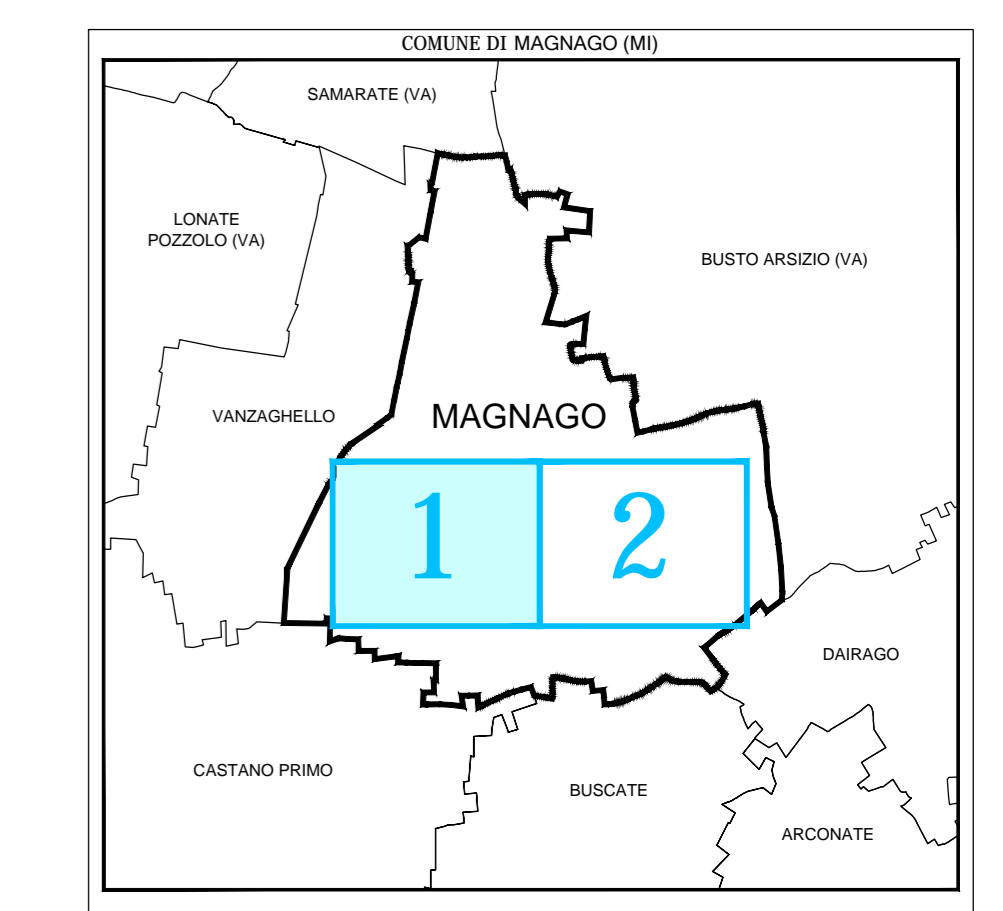 COMUNE DI MAGNAGO (MI)
SAMARATE (VA)
LONATE
POZZOLO (VA)
BUSTO ARSIZIO (VA)
VANZAGHELLO
MAGNAGO
1
2
DAIRAGO
CASTANO PRIMO
BUSCATE
ARCONATE